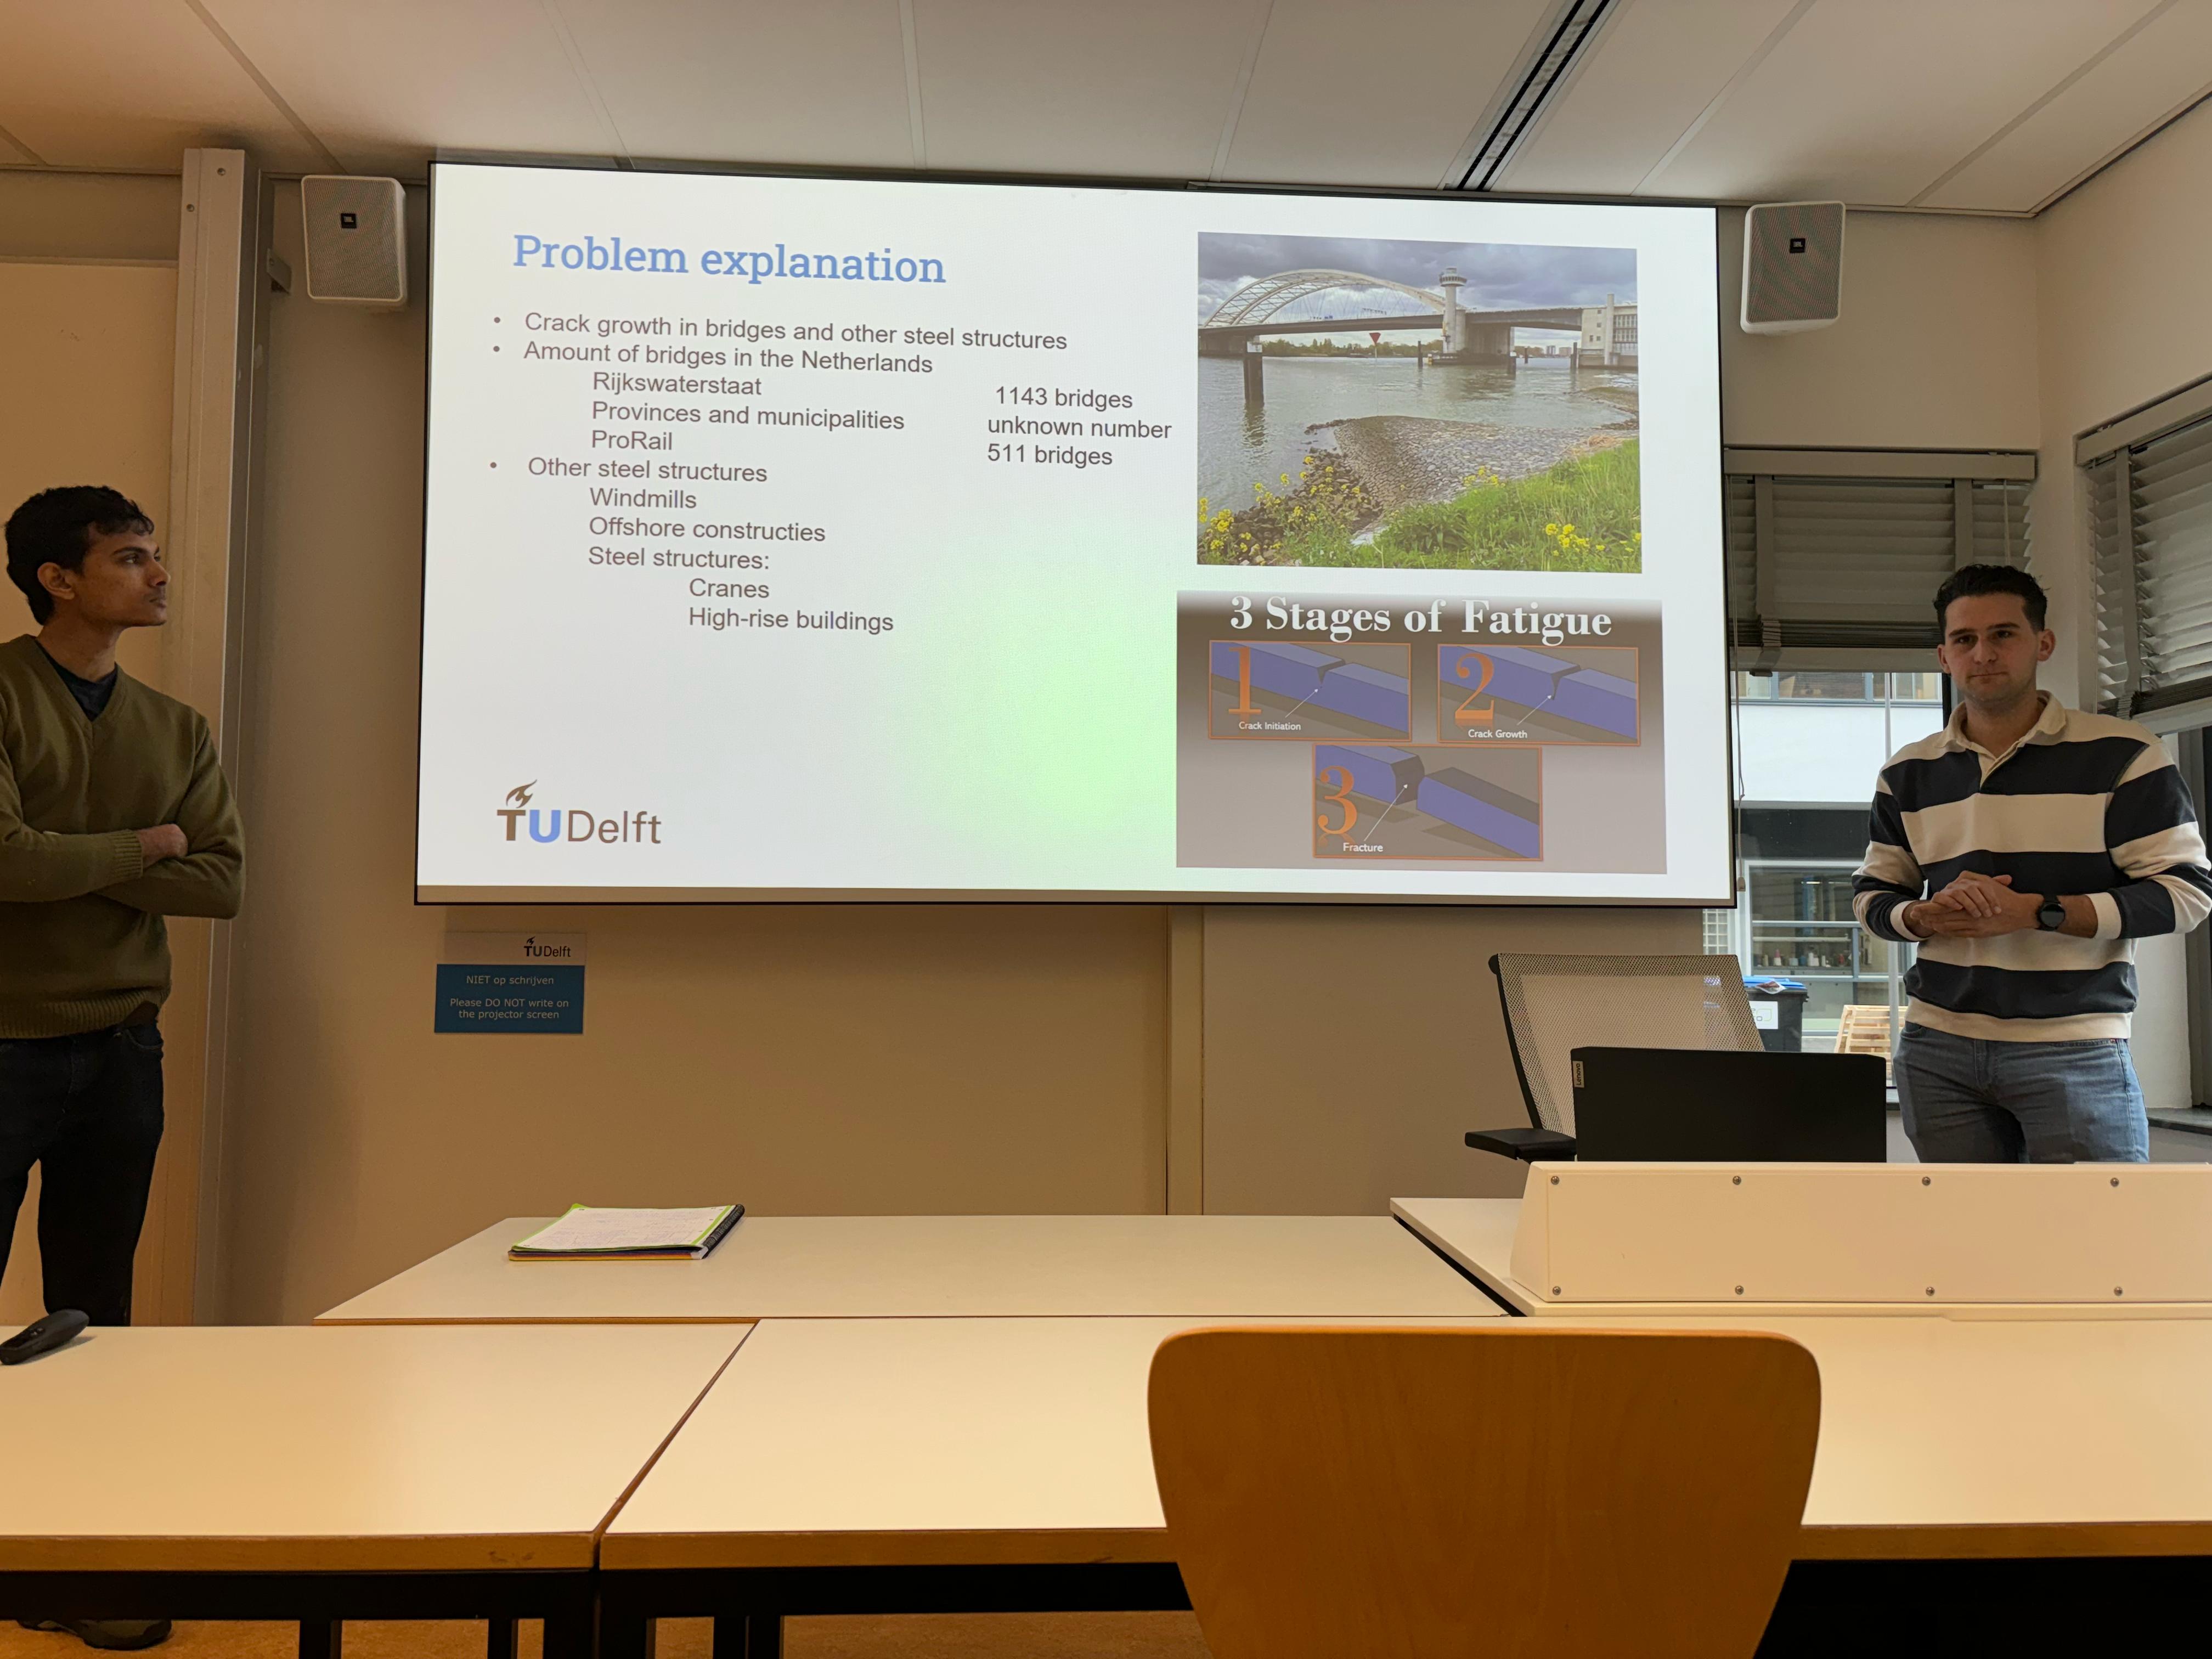 Problem explanation
• Crack growth in bridges and other steel structures
• Amount of bridges in the Netherlands
Rijkswaterstaat 1143 bridges
Provinces and municipalities unknown number
ProRail 511 bridges
• Other steel structures
Windmills
Offshore constructies
Steel structures:
Cranes
High-rise buildings
TUDelft
3 Stages of Fatigue
1
Crack Initiation
2
Crack Growth
3
Fracture
TUDelft
NIET op schrijven
Please DO NOT write on
the projector screen
JBL
JBL
Lenovo